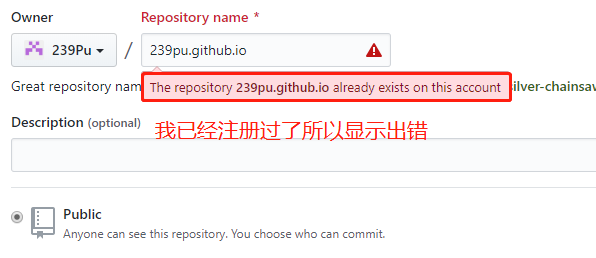 Owner Repository name *
239Pu / 239pu.github.io
Great repository nam
The repository 239pu.github.io already exists on this account
silver-chainsaw
我已经注册过了所以显示出错
Description (optional)
Public
Anyone can see this repository. You choose who can commit.